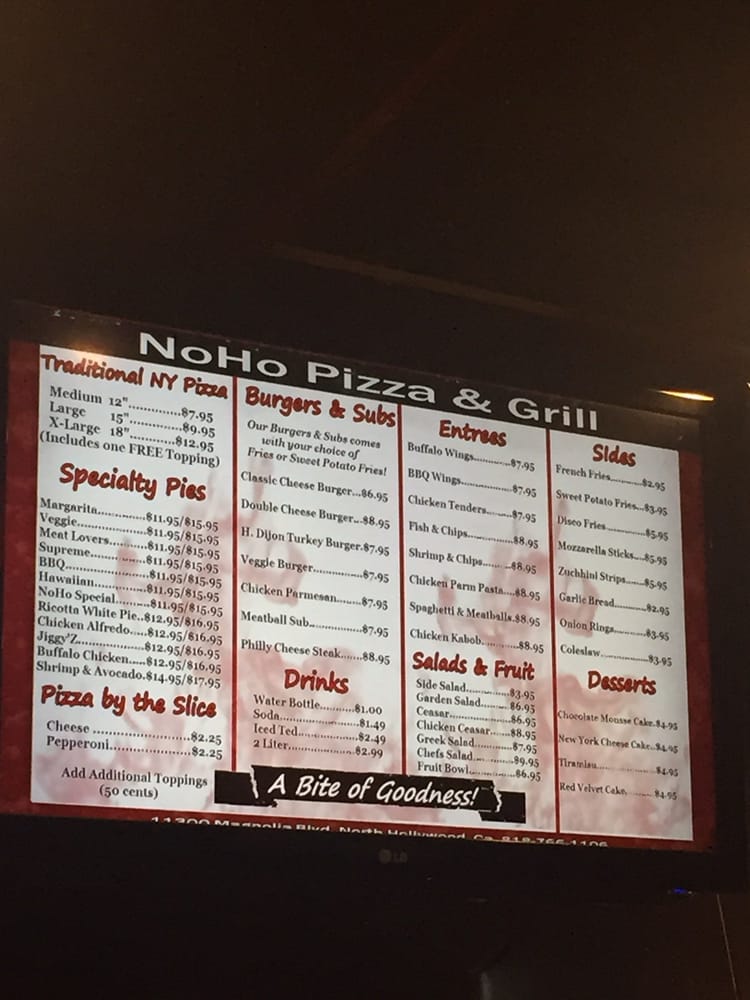 NoHo Pizza & Grill
Traditional NY Pizza
Medium 12".............$7.95
Large 15".............$9.95
X-Large 18"...........$12.95
(Includes one FREE Topping)
Specialty Pies
Margarita..............$11.95/$15.95
Veggie..................$11.95/$15.95
Meat Lovers.........$11.95/$15.95
Supreme..............$11.95/$15.95
BBQ.....................$11.95/$15.95
Hawaiian..............$11.95/$15.95
NoHo Special........$11.95/$15.95
Ricotta White Pie..$12.95/$16.95
Chicken Alfredo....$12.95/$16.95
Jiggy'Z.................$12.95/$16.95
Buffalo Chicken.....$12.95/$16.95
Shrimp & Avocado.$14.95/$17.95
Pizza by the Slice
Cheese ........................$2.25
Pepperoni.....................$2.25
Add Additional Toppings
(50 cents)
Burgers & Subs
Our Burgers & Subs comes
with your choice of
Fries or Sweet Potato Fries!
Classic Cheese Burger...$6.95
Double Cheese Burger...$8.95
H. Dijon Turkey Burger.$7.95
Veggie Burger...............$7.95
Chicken Parmesan........$7.95
Meatball Sub................$7.95
Philly Cheese Steak.......$8.95
Drinks
Water Bottle..........$1.00
Soda......................$1.49
Iced Ted................$2.49
2 Liter...................$2.99
Entrees
Buffalo Wings..........$7.95
BBQ Wings..............$7.95
Chicken Tenders......$7.95
Fish & Chips............$8.95
Shrimp & Chips.......$8.95
Chicken Parm Pasta..$8.95
Spaghetti & Meatballs.$8.95
Chicken Kabob..........$8.95
Salads & Fruit
Side Salad..............$3.95
Garden Salad.........$6.95
Ceasar...................$6.95
Chicken Ceasar......$8.95
Greek Salad...........$7.95
Chefs Salad............$9.95
Fruit Bowl..............$6.95
Sides
French Fries.........$2.95
Sweet Potato Fries...$3.95
Disco Fries............$5.95
Mozzarella Sticks...$5.95
Zuchhini Strips......$5.95
Garlic Bread..........$2.95
Onion Rings..........$3.95
Coleslaw...............$3.95
Desserts
Chocolate Mousse Cake..$4.95
New York Cheese Cake..$4.95
Tiramisu....................$4.95
Red Velvet Cake..........$4.95
A Bite of Goodness!
11300 Magnolia Blvd. North Hollywood, Ca. 818-766-1106
LG